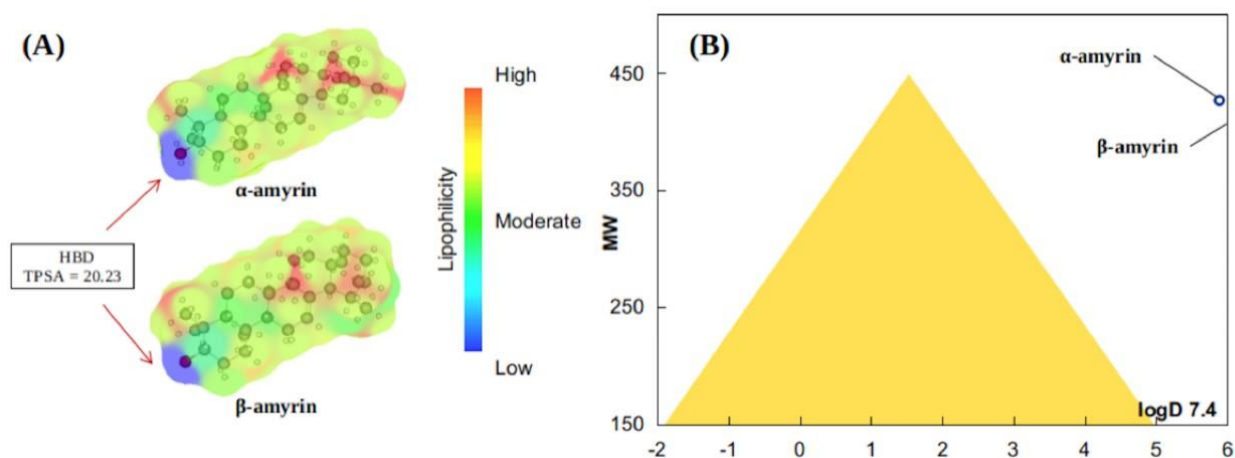 (A)
High
Lipophilicity
Moderate
Low
α-amyrin
HBD
TPSA = 20.23
β-amyrin
(B)
α-amyrin
β-amyrin
MW
450
350
250
150
logD 7.4
-2 -1 0 1 2 3 4 5 6